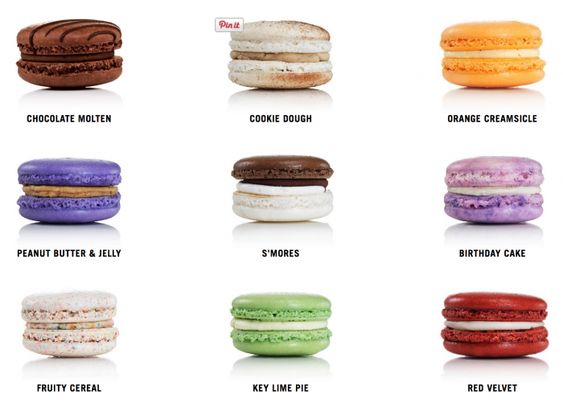 Pin it
CHOCOLATE MOLTEN
COOKIE DOUGH
ORANGE CREAMSICLE
PEANUT BUTTER & JELLY
S'MORES
BIRTHDAY CAKE
FRUITY CEREAL
KEY LIME PIE
RED VELVET